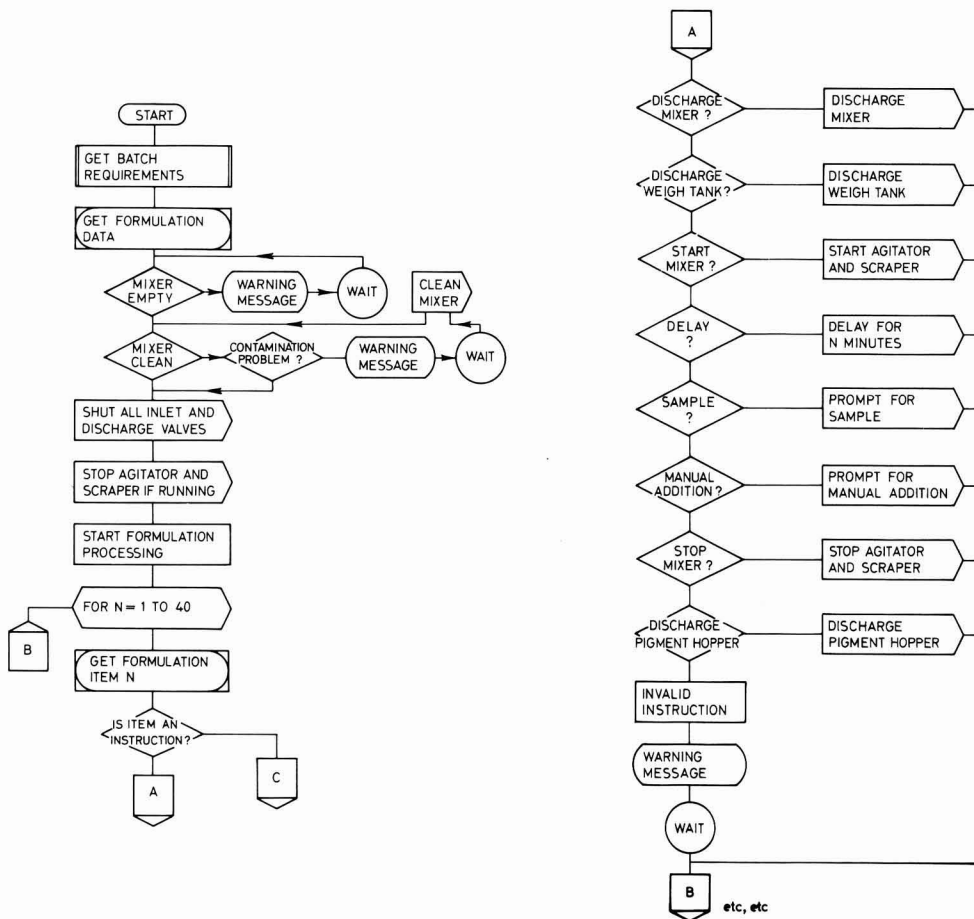 START
GET BATCH
REQUIREMENTS
GET FORMULATION
DATA
MIXER
EMPTY
WARNING
MESSAGE
WAIT
CLEAN
MIXER
MIXER
CLEAN
CONTAMINATION
PROBLEM ?
WARNING
MESSAGE
WAIT
SHUT ALL INLET AND
DISCHARGE VALVES
STOP AGITATOR AND
SCRAPER IF RUNNING
START FORMULATION
PROCESSING
FOR N = 1 TO 40
B
GET FORMULATION
ITEM N
IS ITEM AN
INSTRUCTION?
A
C
A
DISCHARGE
MIXER ?
DISCHARGE
MIXER
DISCHARGE
WEIGH TANK?
DISCHARGE
WEIGH TANK
START
MIXER ?
START AGITATOR
AND SCRAPER
DELAY
?
DELAY FOR
N MINUTES
SAMPLE
?
PROMPT FOR
SAMPLE
MANUAL
ADDITION?
PROMPT FOR
MANUAL ADDITION
STOP
MIXER ?
STOP AGITATOR
AND SCRAPER
DISCHARGE
PIGMENT HOPPER
DISCHARGE
PIGMENT HOPPER
INVALID
INSTRUCTION
WARNING
MESSAGE
WAIT
B
etc, etc